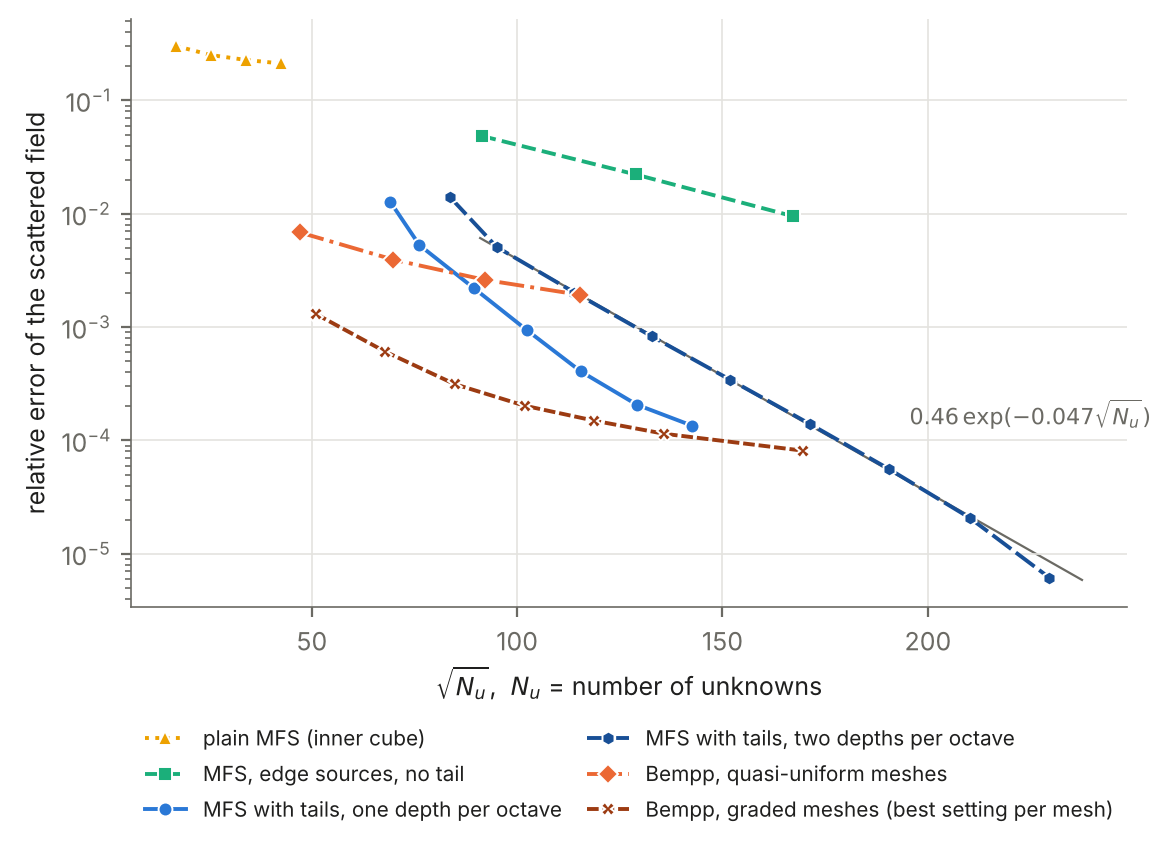 relative error of the scattered field
10⁻¹
10⁻²
10⁻³
10⁻⁴
10⁻⁵
0.46 exp(−0.047√Nᵤ)
50 100 150 200
√Nᵤ, Nᵤ = number of unknowns
plain MFS (inner cube)
MFS, edge sources, no tail
MFS with tails, one depth per octave
MFS with tails, two depths per octave
Bempp, quasi-uniform meshes
Bempp, graded meshes (best setting per mesh)